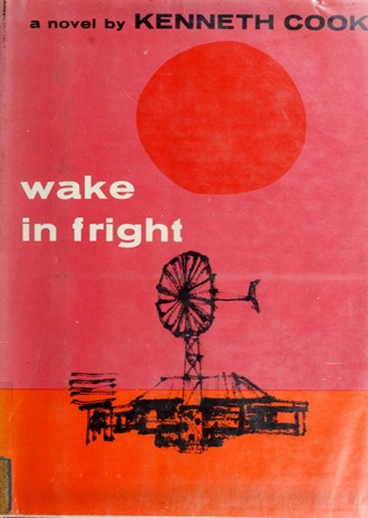 a novel by KENNETH COOK
wake
in fright